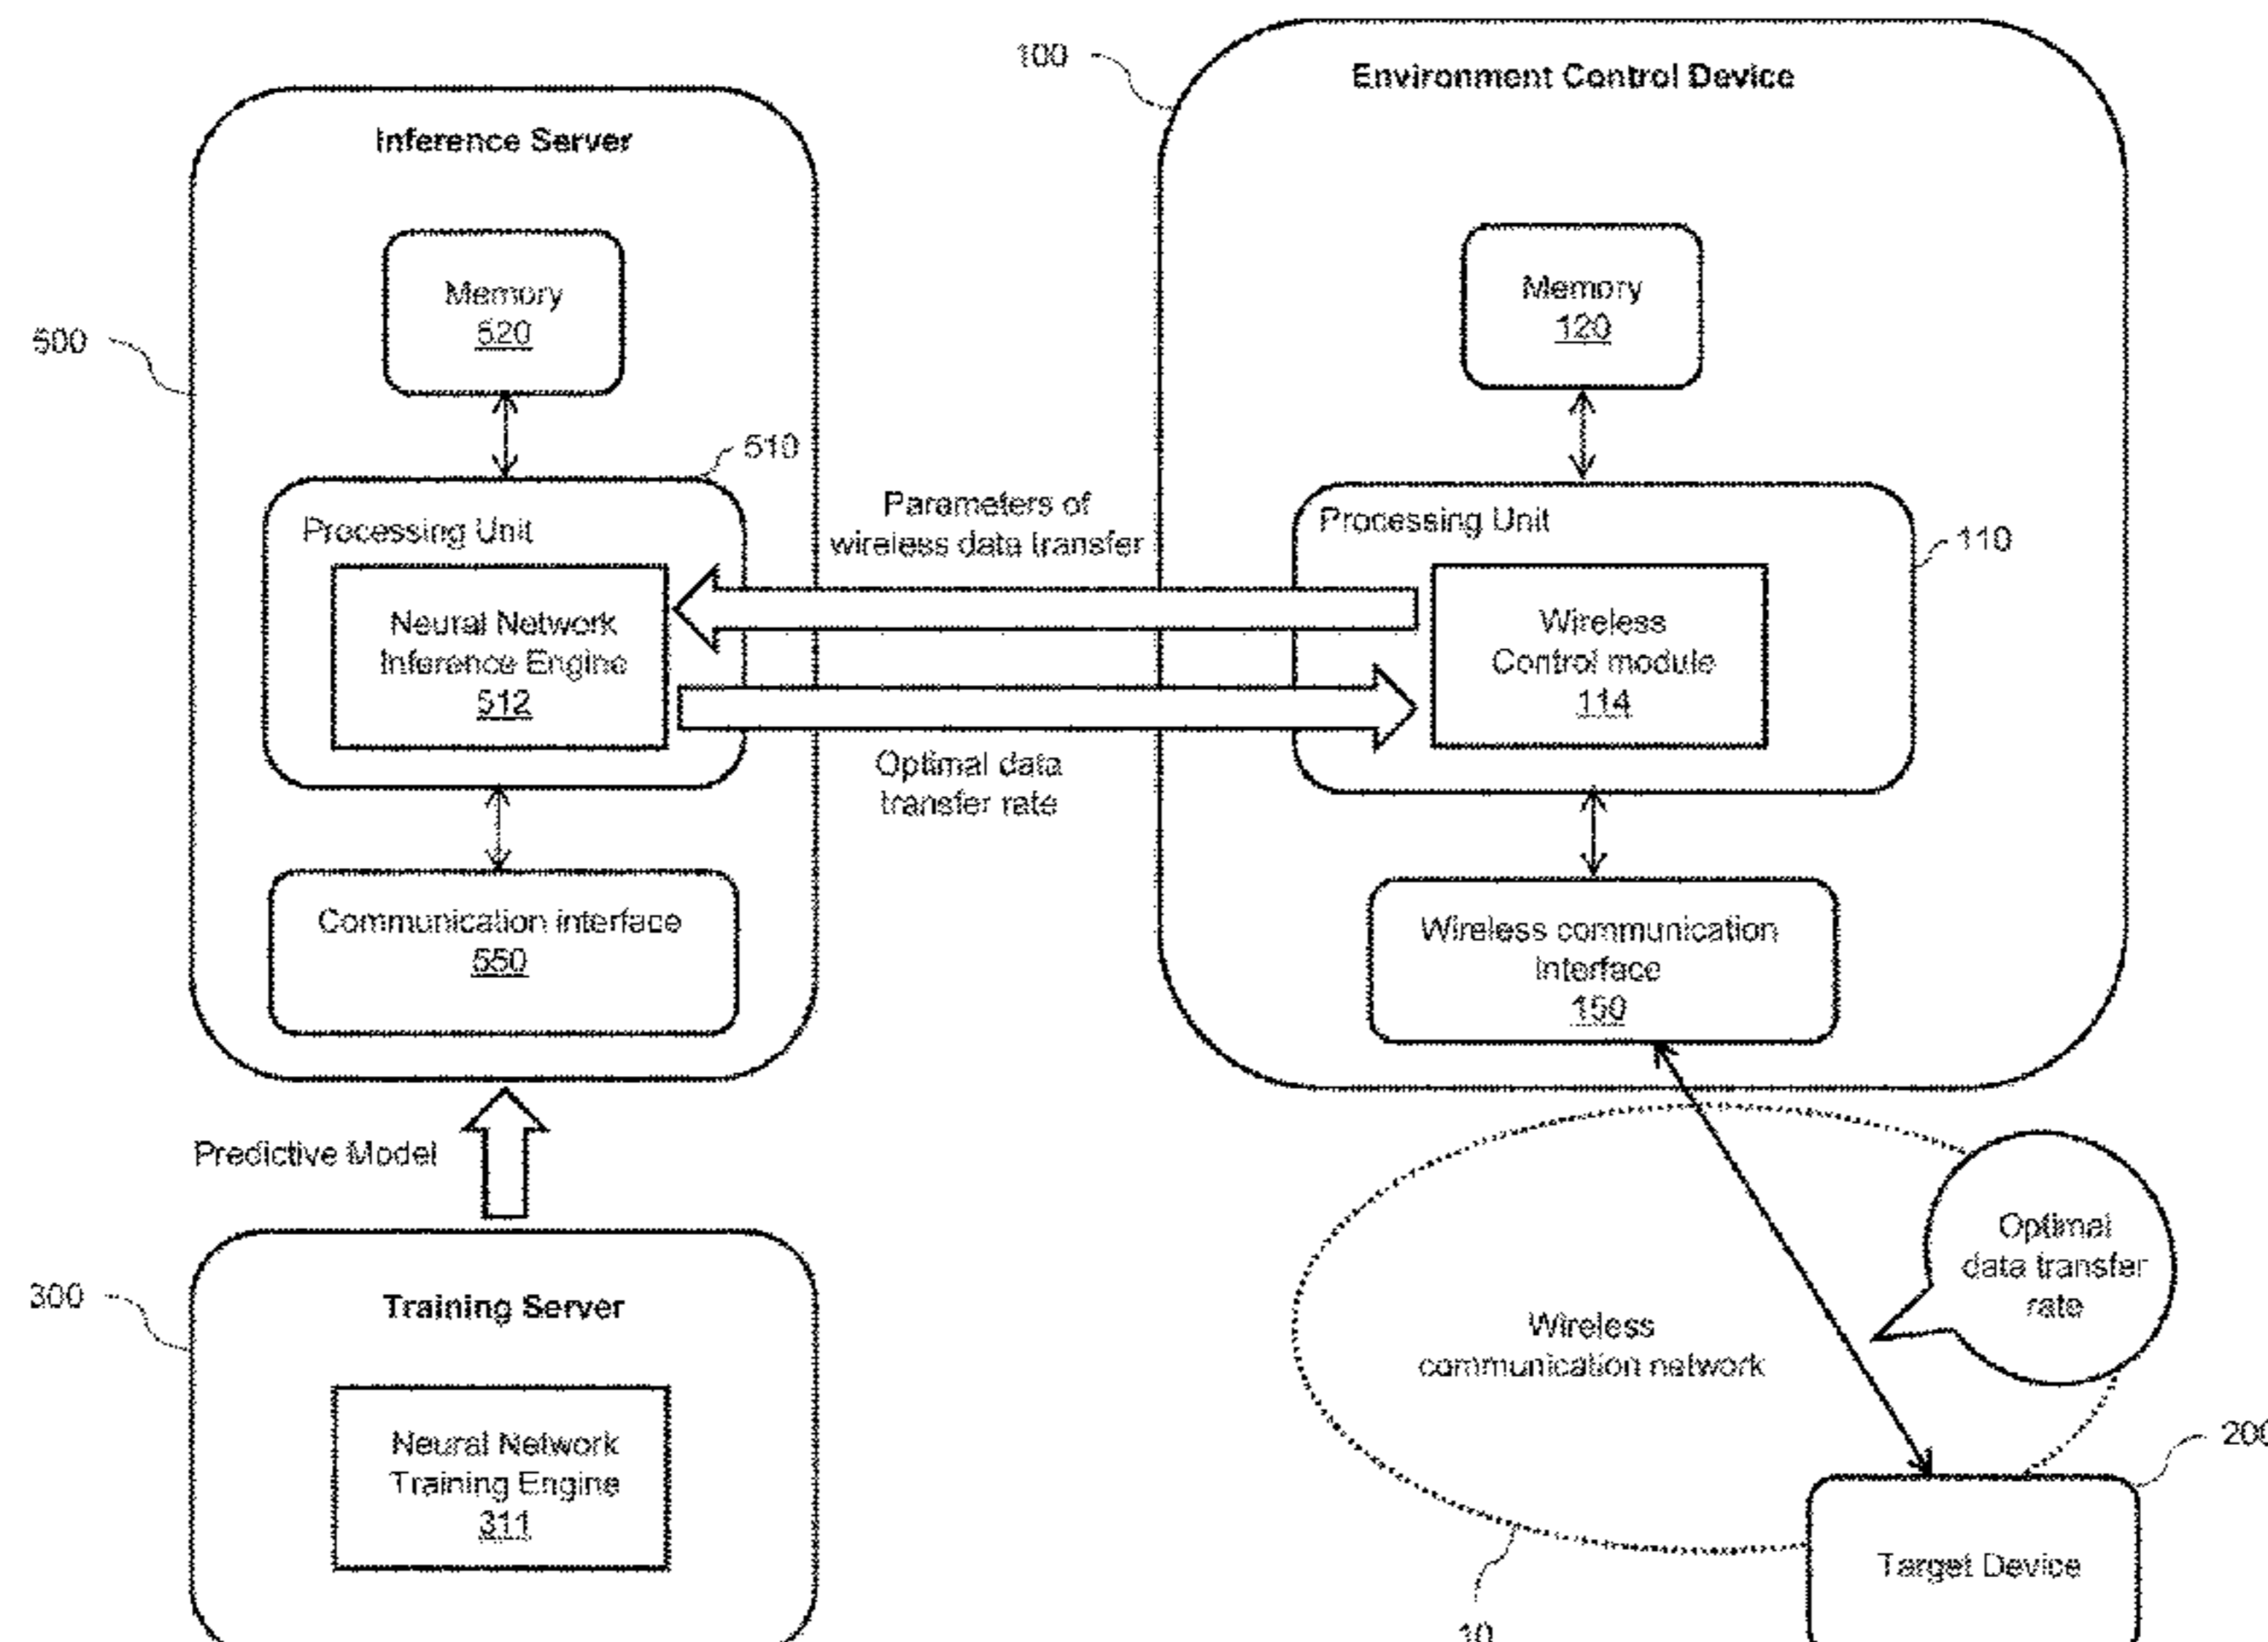 100
Environment Control Device
Inference Server
Memory
520
Memory
120
500
510
Processing Unit
Parameters of
wireless data transfer
Processing Unit
110
Neural Network
Inference Engine
512
Wireless
Control module
114
Optimal data
transfer rate
Communication interface
550
Wireless communication
Interface
150
Predictive Model
Optimal
data transfer
rate
300
Training Server
Wireless
communication network
Neural Network
Training Engine
311
200
Target Device
10